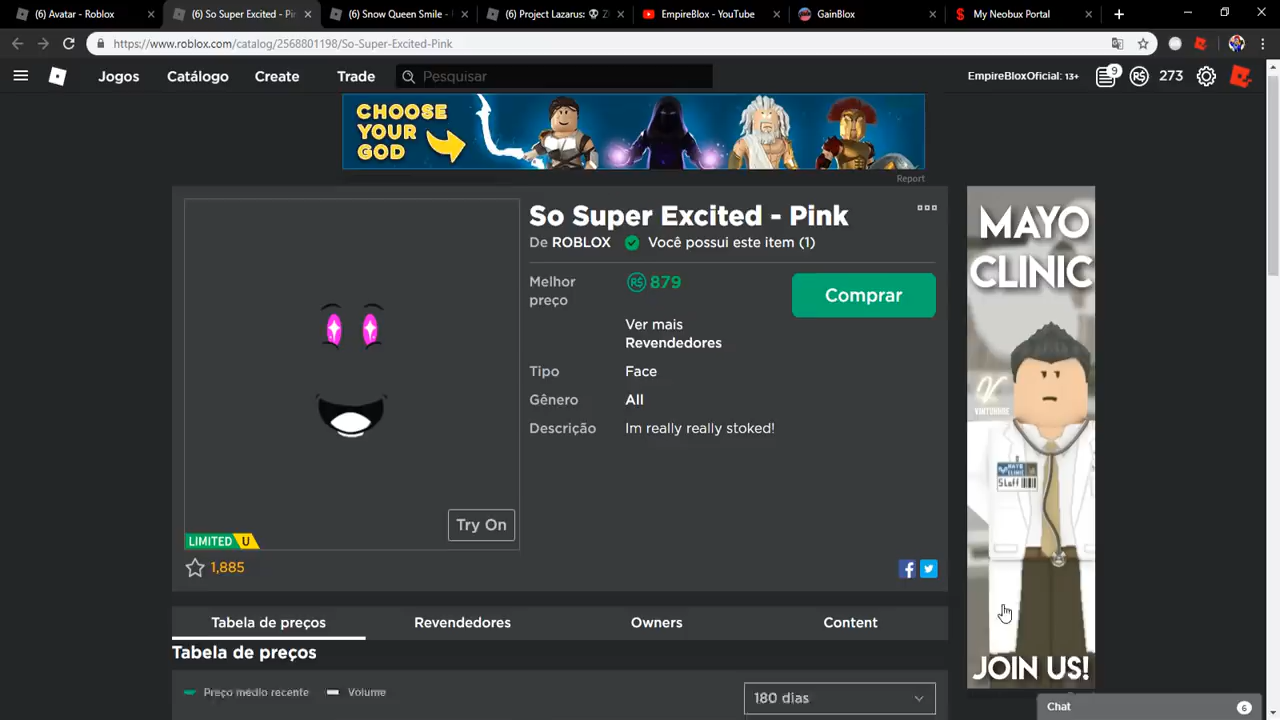 (6) Avatar - Roblox
(6) So Super Excited - Pin
(6) Snow Queen Smile -
(6) Project Lazarus:
EmpireBlox - YouTube
GainBlox
My Neobux Portal
https://www.roblox.com/catalog/2568801198/So-Super-Excited-Pink
Jogos
Catálogo
Create
Trade
Pesquisar
EmpireBloxOficial: 13+
9
R$
273
CHOOSE
YOUR
GOD
Report
So Super Excited - Pink
De ROBLOX
Você possui este item (1)
Melhor
preço
R$ 879
Comprar
Ver mais
Revendedores
Tipo
Face
Gênero
All
Descrição
Im really really stoked!
Try On
LIMITED U
1,885
MAYO
CLINIC
VINTORRRE
MAYO
CLINIC
Staff
JOIN US!
Tabela de preços
Revendedores
Owners
Content
Tabela de preços
Preço médio recente
Volume
180 dias
Chat
6